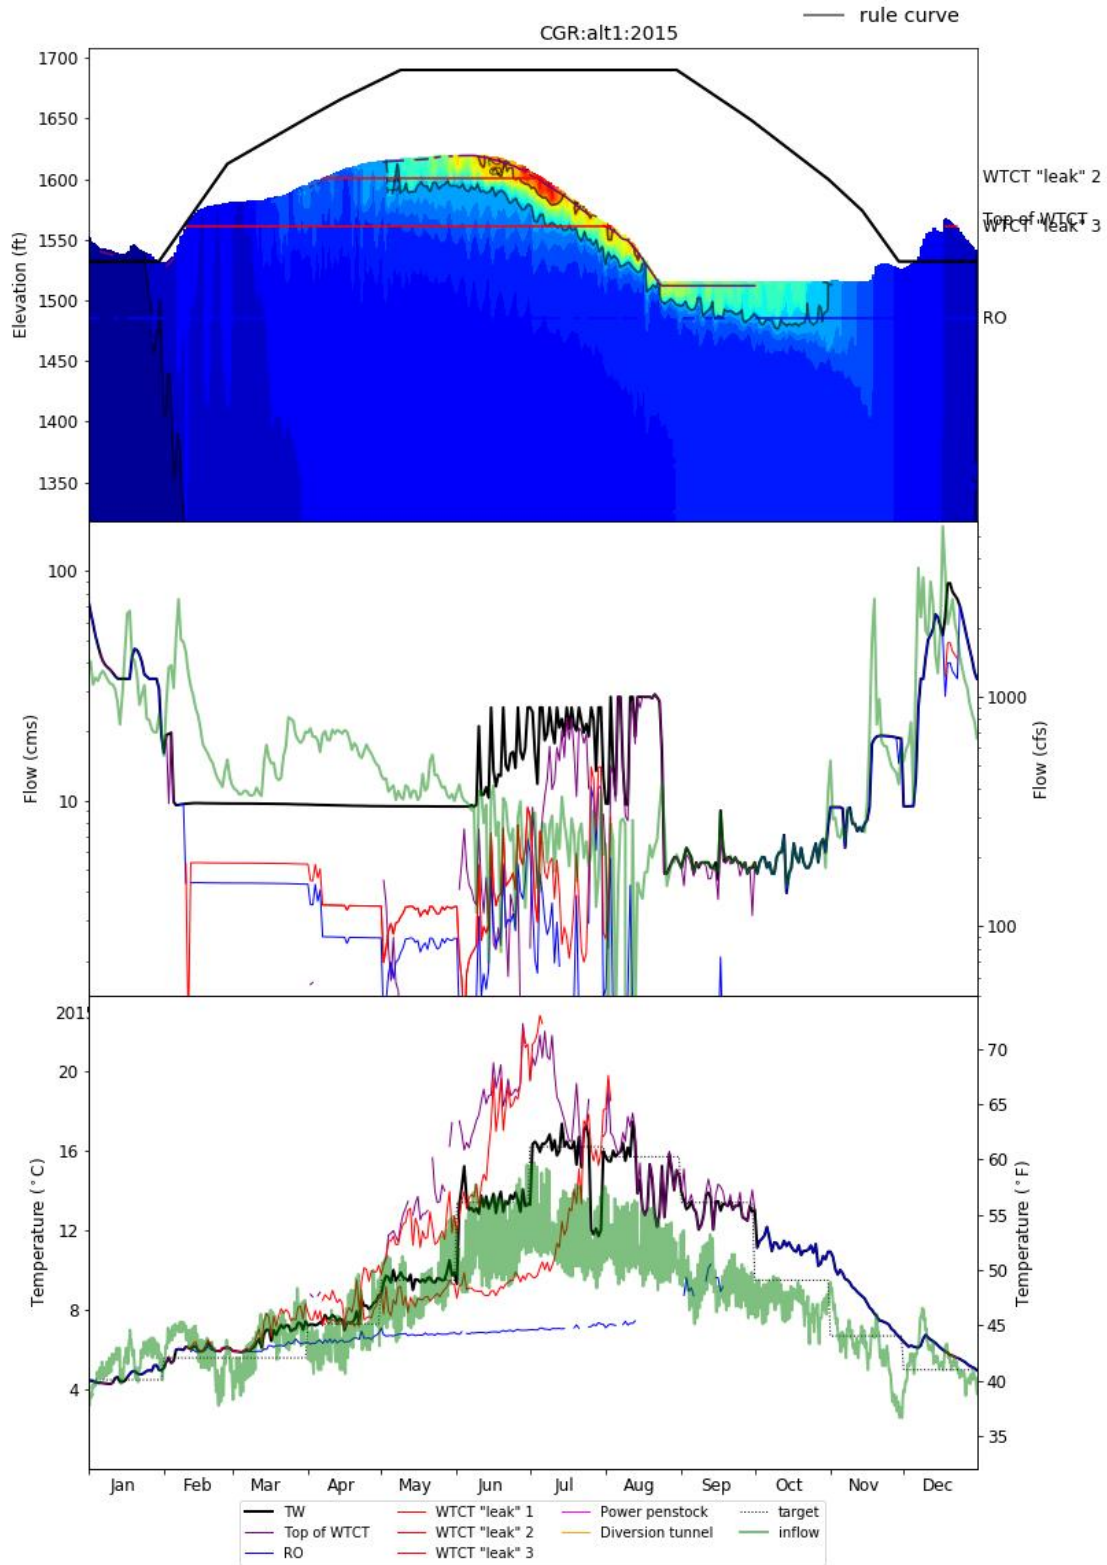 rule curve
CGR:alt1:2015
1700
1650
1600
1550
1500
1450
1400
1350
Elevation (ft)
WTCT "leak" 2
Top of WTCT
WTCT "leak" 3
RO
100
10
Flow (cms)
1000
100
Flow (cfs)
2015
20
16
12
8
4
Temperature (°C)
70
65
60
55
50
45
40
35
Temperature (°F)
Jan Feb Mar Apr May Jun Jul Aug Sep Oct Nov Dec
TW WTCT "leak" 1 Power penstock target
Top of WTCT WTCT "leak" 2 Diversion tunnel inflow
RO WTCT "leak" 3